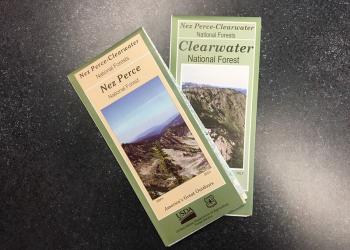 Nez Perce-Clearwater
National Forests
Nez Perce
National Forest
America's Great Outdoors
USDA
Nez Perce-Clearwater
National Forests
Clearwater
National Forest